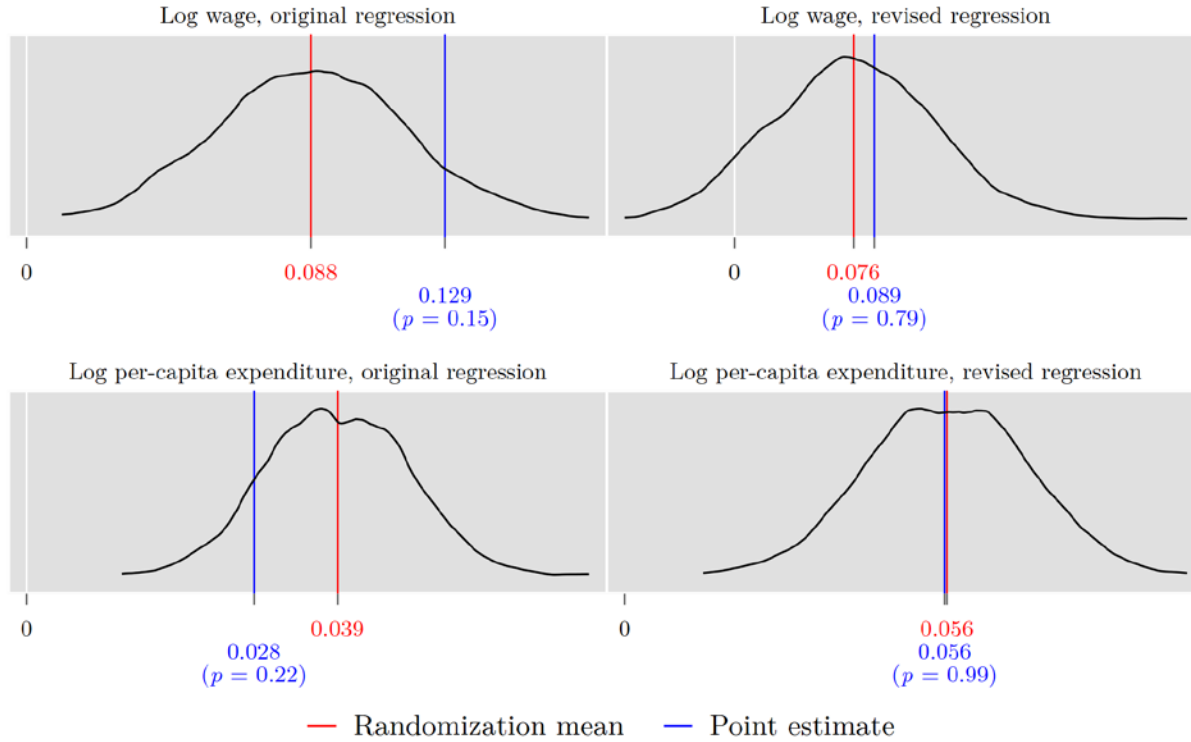 Log wage, original regression
Log wage, revised regression
0
0.088
0.129
(p = 0.15)
0
0.076
0.089
(p = 0.79)
Log per-capita expenditure, original regression
Log per-capita expenditure, revised regression
0
0.039
0.028
(p = 0.22)
0
0.056
0.056
(p = 0.99)
Randomization mean
Point estimate